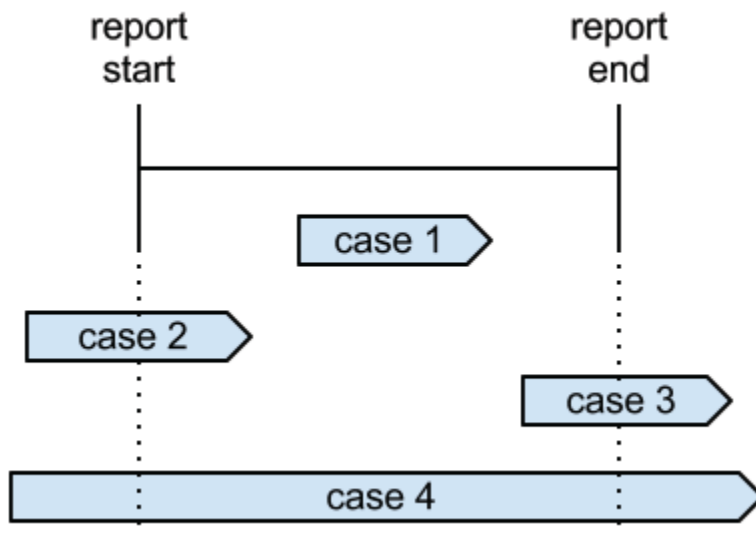 report
start
report
end
case 1
case 2
case 3
case 4